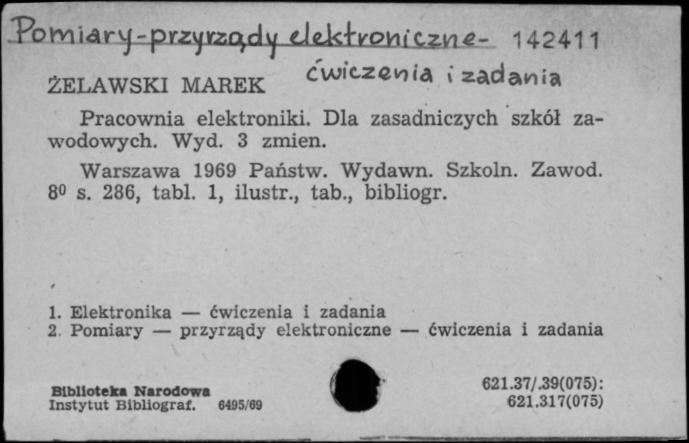 Pomiary-przyrządy elektroniczne- 142411
ćwiczenia i zadania
ŻELAWSKI MAREK
Pracownia elektroniki. Dla zasadniczych szkół za-
wodowych. Wyd. 3 zmien.
Warszawa 1969 Państw. Wydawn. Szkoln. Zawod.
8⁰ s. 286, tabl. 1, ilustr., tab., bibliogr.
1. Elektronika — ćwiczenia i zadania
2. Pomiary — przyrządy elektroniczne — ćwiczenia i zadania
Biblioteka Narodowa 621.37/.39(075):
Instytut Bibliograf. 6495/69 621.317(075)